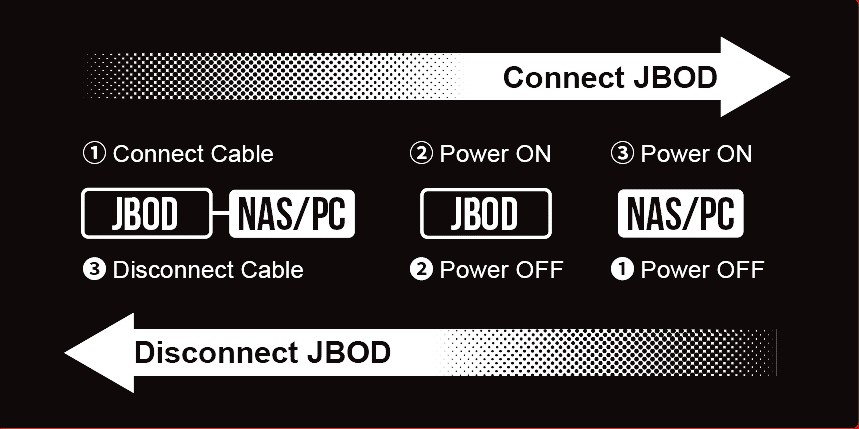 Connect JBOD
① Connect Cable ② Power ON ③ Power ON
JBOD NAS/PC JBOD NAS/PC
❸ Disconnect Cable ❷ Power OFF ❶ Power OFF
Disconnect JBOD